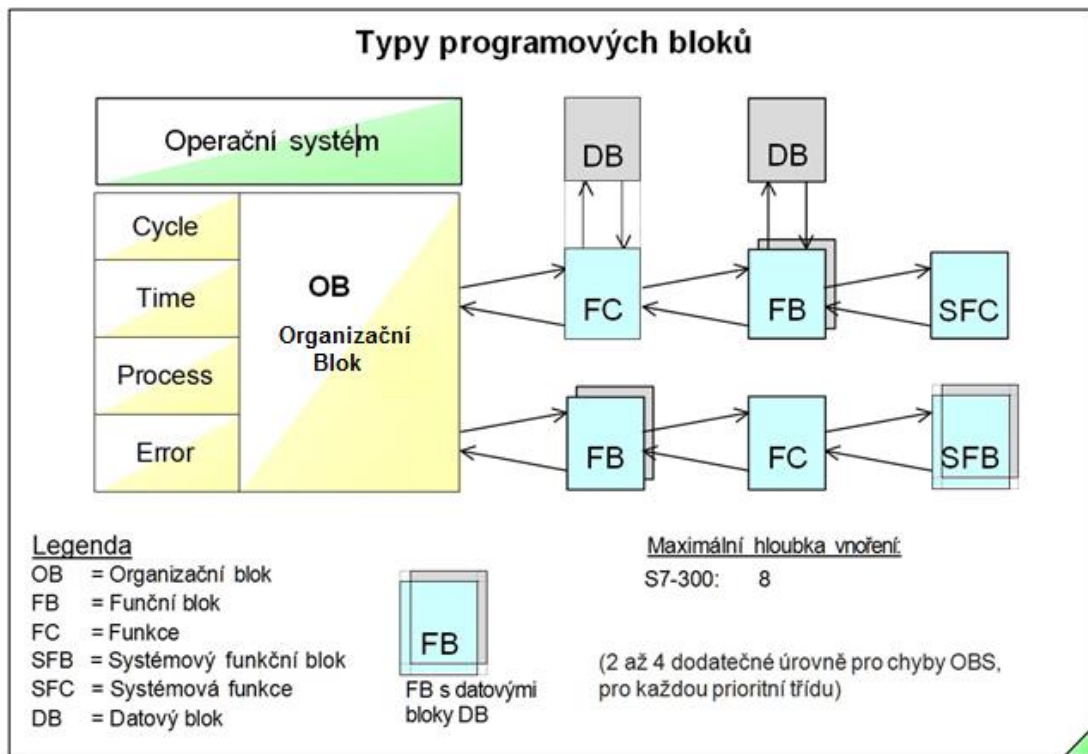 Typy programových bloků
Operační systém
Cycle
Time
Process
Error
OB
Organizační
Blok
DB
DB
FC
FB
SFC
FB
FC
SFB
Legenda
OB = Organizační blok
FB = Funční blok
FC = Funkce
SFB = Systémový funkční blok
SFC = Systémová funkce
DB = Datový blok
FB
FB s datovými
bloky DB
Maximální hloubka vnoření:
S7-300: 8
(2 až 4 dodatečné úrovně pro chyby OBS,
pro každou prioritní třídu)